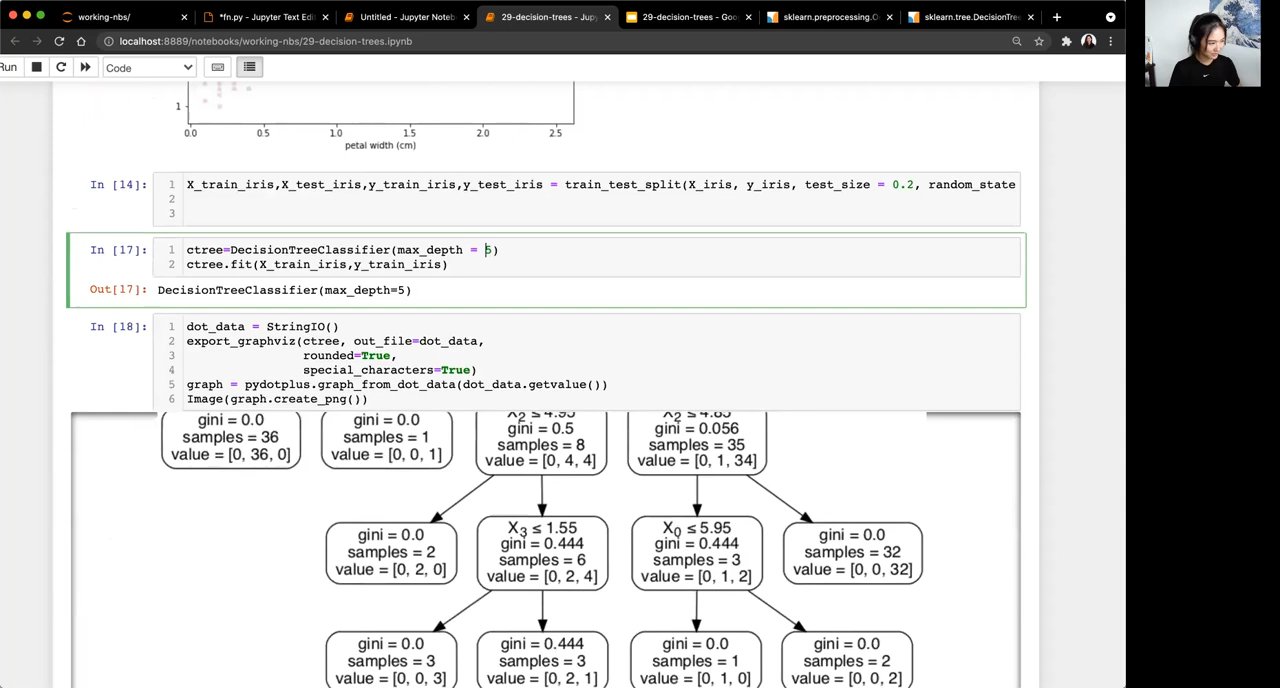 working-nbs/
*fn.py - Jupyter Text Edi
Untitled - Jupyter Noteb
29-decision-trees - Jup
29-decision-trees - Goo
sklearn.preprocessing.O
sklearn.tree.DecisionTre
localhost:8889/notebooks/working-nbs/29-decision-trees.ipynb
Run
Code
1
0.0 0.5 1.0 1.5 2.0 2.5
petal width (cm)
In [14]:
1 X_train_iris,X_test_iris,y_train_iris,y_test_iris = train_test_split(X_iris, y_iris, test_size = 0.2, random_state
2
3
In [17]:
1 ctree=DecisionTreeClassifier(max_depth = 5)
2 ctree.fit(X_train_iris,y_train_iris)
Out[17]: DecisionTreeClassifier(max_depth=5)
In [18]:
1 dot_data = StringIO()
2 export_graphviz(ctree, out_file=dot_data,
3 rounded=True,
4 special_characters=True)
5 graph = pydotplus.graph_from_dot_data(dot_data.getvalue())
6 Image(graph.create_png())
gini = 0.0
samples = 36
value = [0, 36, 0]
gini = 0.0
samples = 1
value = [0, 0, 1]
X₂ ≤ 4.95
gini = 0.5
samples = 8
value = [0, 4, 4]
X₂ ≤ 4.85
gini = 0.056
samples = 35
value = [0, 1, 34]
gini = 0.0
samples = 2
value = [0, 2, 0]
X₃ ≤ 1.55
gini = 0.444
samples = 6
value = [0, 2, 4]
X₀ ≤ 5.95
gini = 0.444
samples = 3
value = [0, 1, 2]
gini = 0.0
samples = 32
value = [0, 0, 32]
gini = 0.0
samples = 3
value = [0, 0, 3]
gini = 0.444
samples = 3
value = [0, 2, 1]
gini = 0.0
samples = 1
value = [0, 1, 0]
gini = 0.0
samples = 2
value = [0, 0, 2]